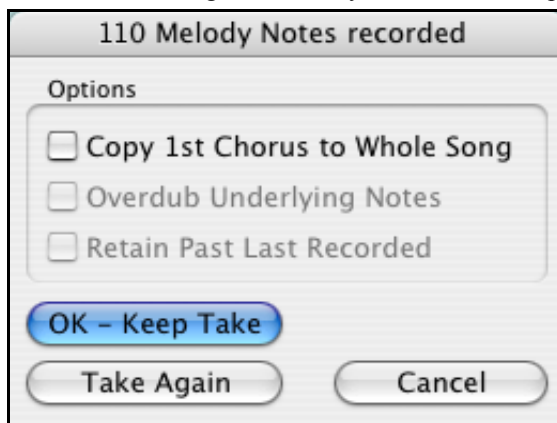 110 Melody Notes recorded
Options
Copy 1st Chorus to Whole Song
Overdub Underlying Notes
Retain Past Last Recorded
OK – Keep Take
Take Again
Cancel